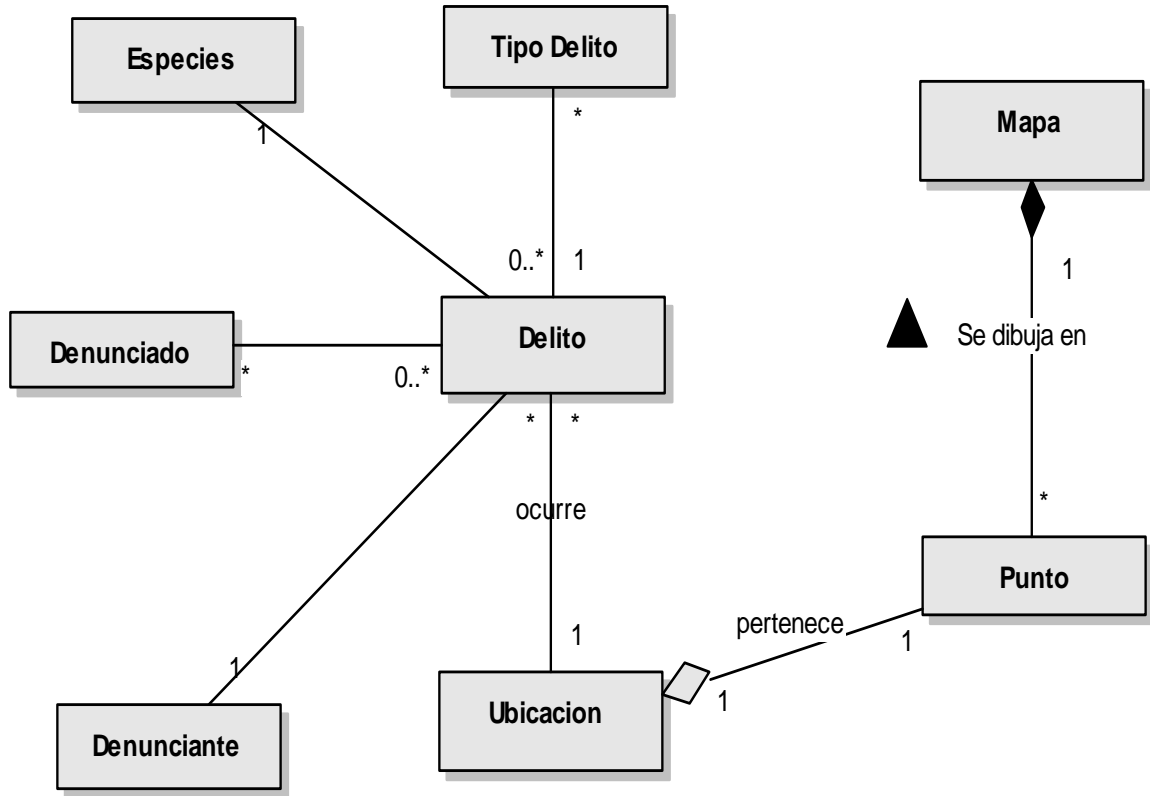 Especies
Tipo Delito
Mapa
1
*
0..*
1
1
Denunciado
Delito
Se dibuja en
*
0..*
*
*
ocurre
*
Punto
pertenece
1
1
1
1
Ubicacion
Denunciante